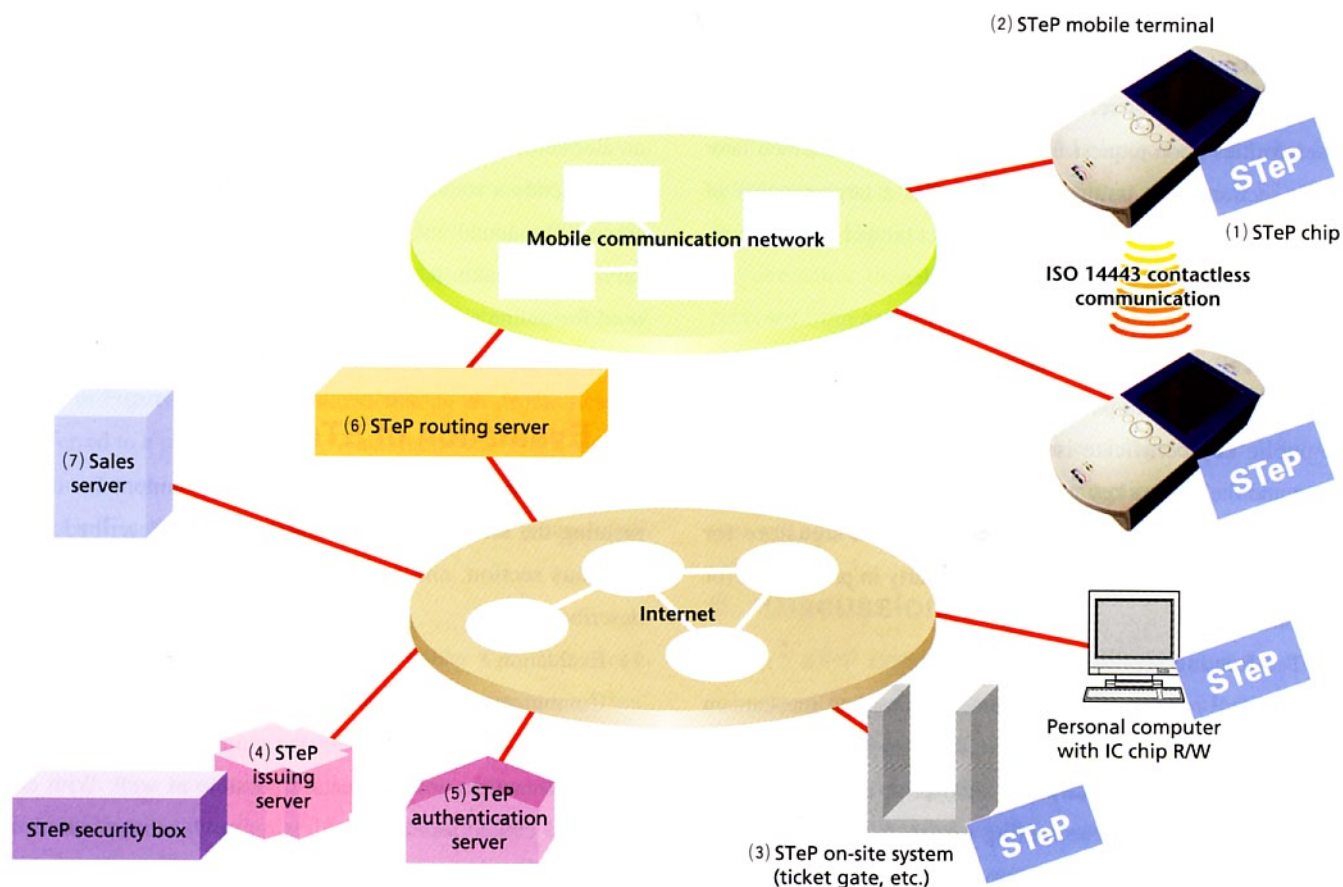 (2) STeP mobile terminal
STeP
(1) STeP chip
Mobile communication network
ISO 14443 contactless
communication
(6) STeP routing server
STeP
(7) Sales
server
Internet
STeP
Personal computer
with IC chip R/W
(4) STeP
issuing
server
STeP security box
(5) STeP
authentication
server
STeP
(3) STeP on-site system
(ticket gate, etc.)